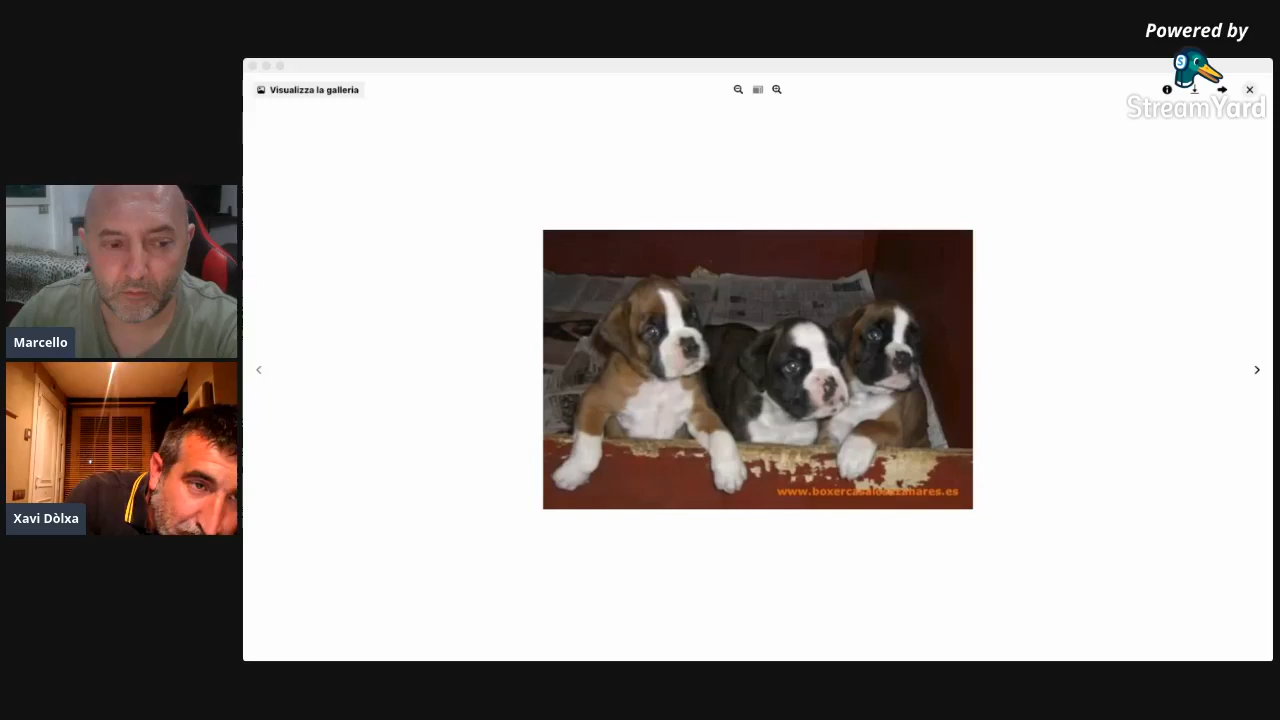 Powered by
StreamYard
Visualizza la galleria
Marcello
Xavi Dòlxa